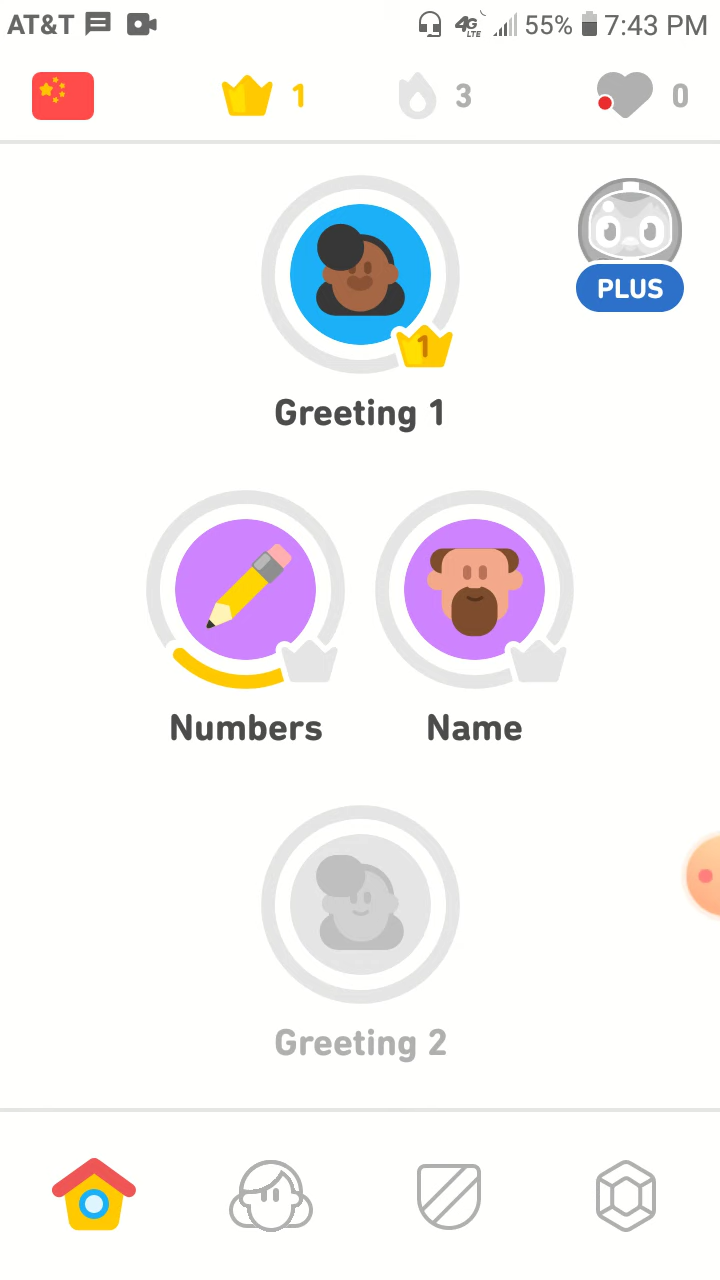 AT&T 4G LTE 55% 7:43 PM
1 3 0
PLUS
1
Greeting 1
Numbers Name
Greeting 2